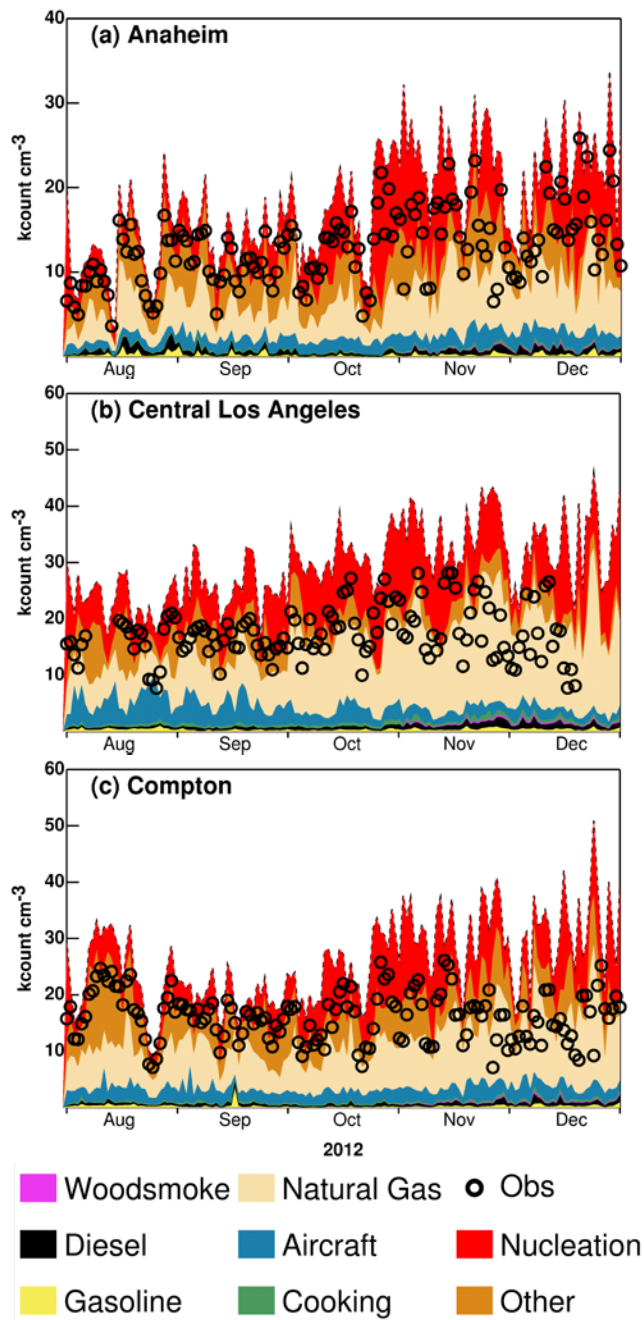 40
(a) Anaheim
30
kcount cm-3
20
10
Aug Sep Oct Nov Dec
60
(b) Central Los Angeles
50
40
kcount cm-3
30
20
10
Aug Sep Oct Nov Dec
60
(c) Compton
50
40
kcount cm-3
30
20
10
Aug Sep Oct Nov Dec
2012
Woodsmoke Natural Gas Obs
Diesel Aircraft Nucleation
Gasoline Cooking Other